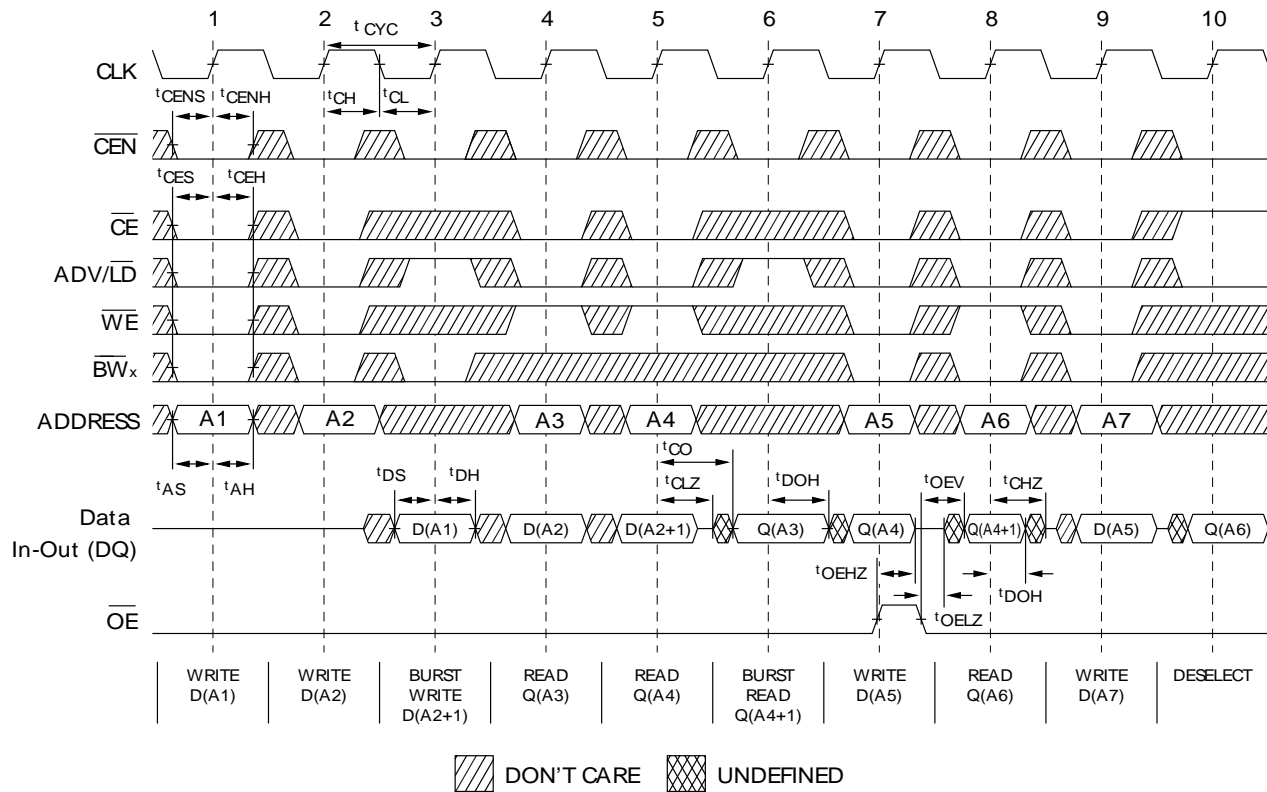 1 2 3 4 5 6 7 8 9 10
tCYC
CLK
tCENS tCENH tCH tCL
CEN
tCES tCEH
CE
ADV/LD
WE
BWx
ADDRESS A1 A2 A3 A4 A5 A6 A7
tCO
tAS tAH tDS tDH tCLZ tDOH tOEV tCHZ
Data
In-Out (DQ)
D(A1) D(A2) D(A2+1) Q(A3) Q(A4) Q(A4+1) D(A5) Q(A6)
tOEHZ tDOH
tOELZ
OE
WRITE
D(A1)
WRITE
D(A2)
BURST
WRITE
D(A2+1)
READ
Q(A3)
READ
Q(A4)
BURST
READ
Q(A4+1)
WRITE
D(A5)
READ
Q(A6)
WRITE
D(A7)
DESELECT
DON'T CARE UNDEFINED